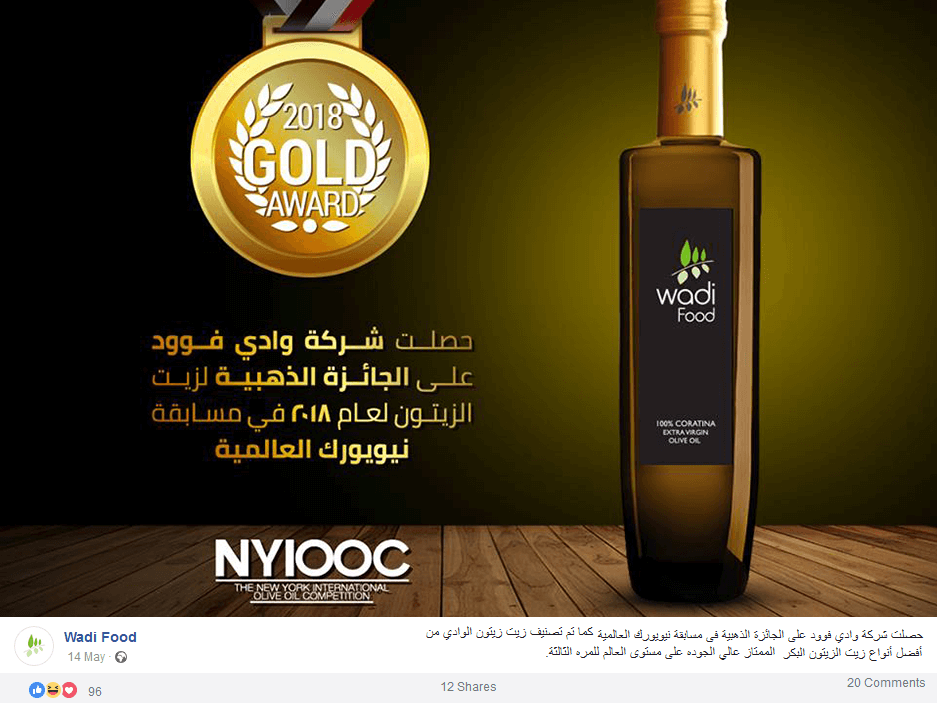 2018
GOLD
AWARD
wadi
Food
100% CORATINA
EXTRA VIRGIN
OLIVE OIL
حصلت شركة وادي فوود
على الجائزة الذهبية لزيت
الزيتون لعام ٢٠١٨ في مسابقة
نيويورك العالمية
NYIOOC
THE NEW YORK INTERNATIONAL
OLIVE OIL COMPETITION
Wadi Food
14 May ·
حصلت شركة وادي فوود على الجائزة الذهبية فى مسابقة نيويورك العالمية كما تم تصنيف زيت زيتون الوادي من
أفضل أنواع زيت الزيتون البكر الممتاز عالي الجوده على مستوى العالم للمره الثالثة.
96
12 Shares
20 Comments